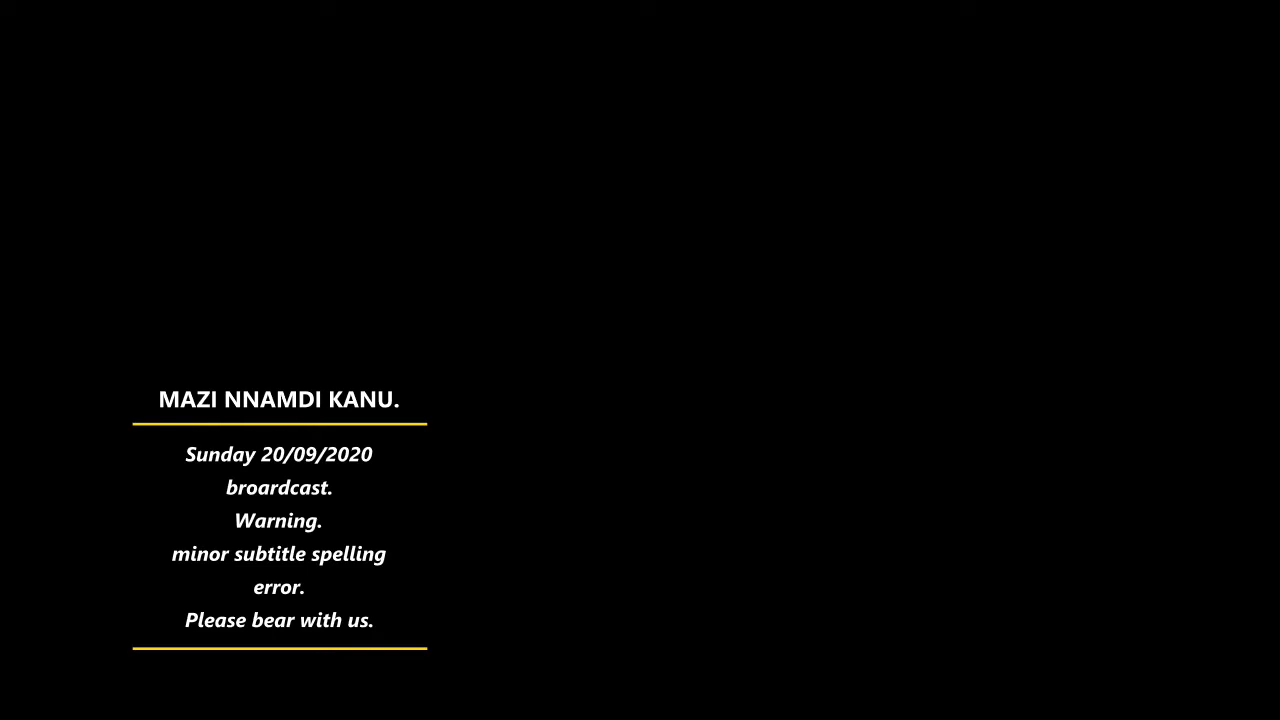 MAZI NNAMDI KANU.
Sunday 20/09/2020
broardcast.
Warning.
minor subtitle spelling
error.
Please bear with us.